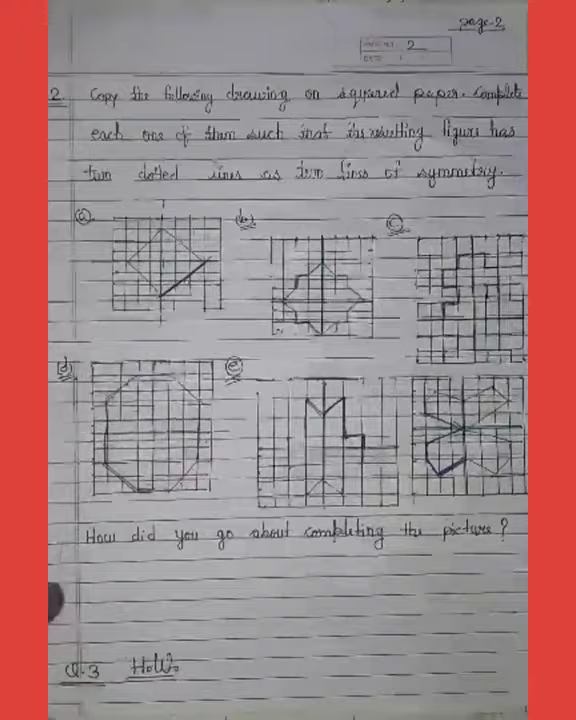 page-2
2
2. Copy the following drawing on squared paper. Complete
each one of them such that the resulting figure has
two dotted lines as two lines of symmetry.
(a) (b) (c)
(d) (e)
How did you go about completing the picture?
Q.3 H.W.